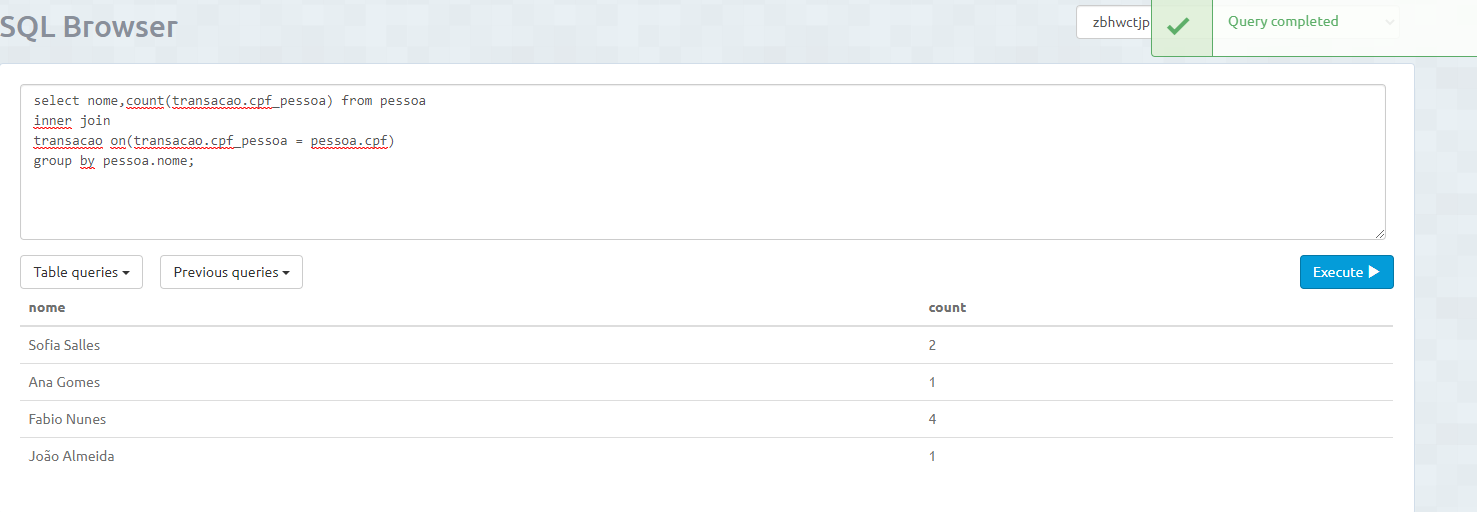 SQL Browser
zbhwctjp
Query completed
select nome,count(transacao.cpf_pessoa) from pessoa
inner join
transacao on(transacao.cpf_pessoa = pessoa.cpf)
group by pessoa.nome;
Table queries
Previous queries
Execute
nome count
Sofia Salles 2
Ana Gomes 1
Fabio Nunes 4
João Almeida 1